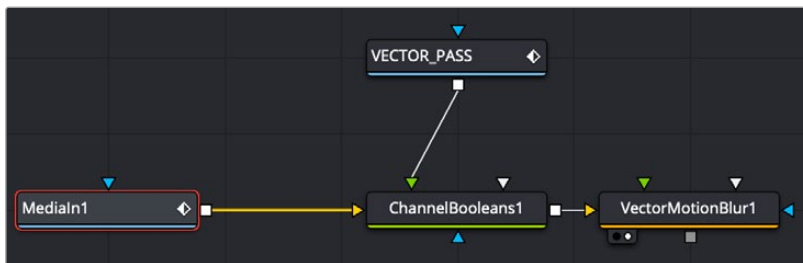 VECTOR_PASS
MediaIn1
ChannelBooleans1
VectorMotionBlur1